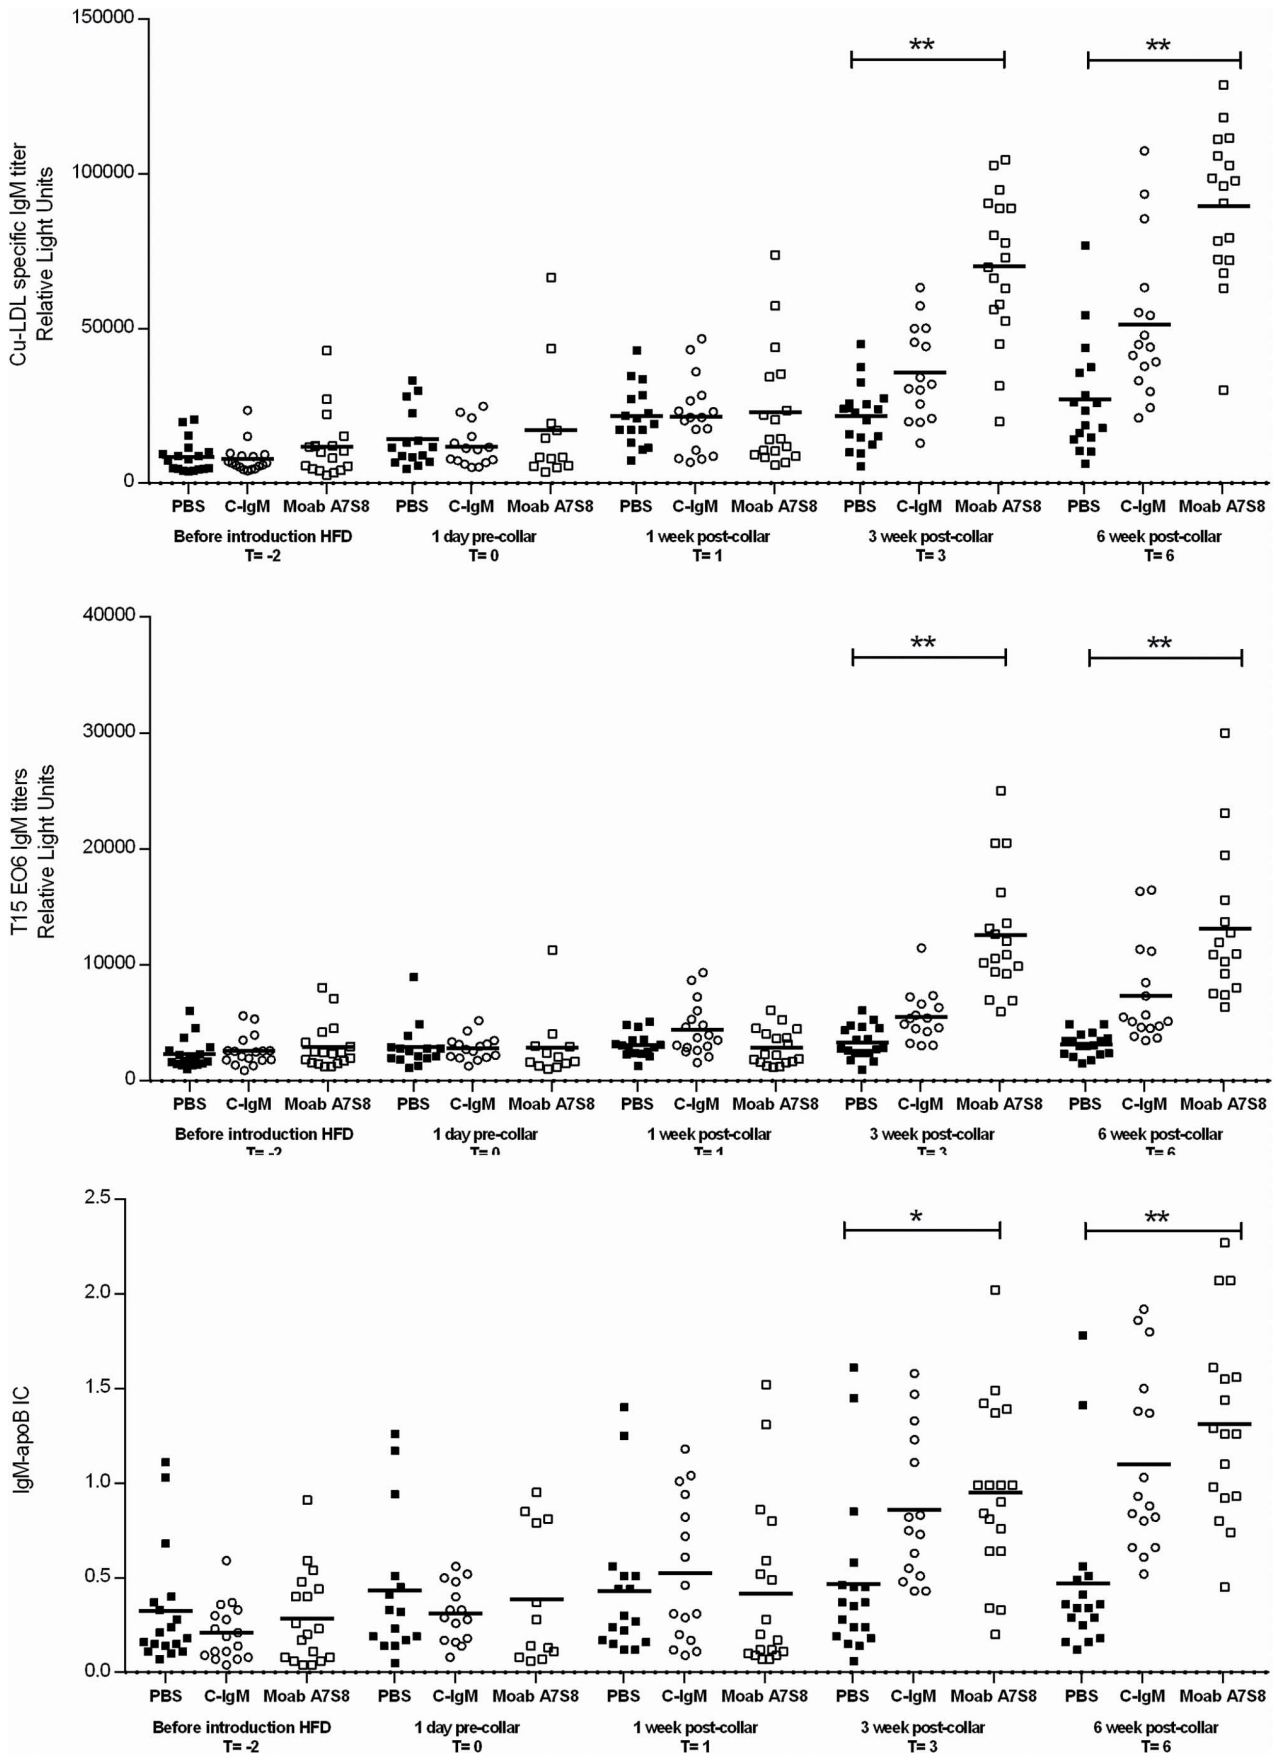 150000
**
**
Cu-LDL specific IgM titer
Relative Light Units
100000
50000
0
PBS C-IgM Moab A7S8 PBS C-IgM Moab A7S8 PBS C-IgM Moab A7S8 PBS C-IgM Moab A7S8 PBS C-IgM Moab A7S8
Before introduction HFD 1 day pre-collar 1 week post-collar 3 week post-collar 6 week post-collar
T= -2 T= 0 T= 1 T= 3 T= 6
40000
**
**
T15 EO6 IgM titers
Relative Light Units
30000
20000
10000
0
PBS C-IgM Moab A7S8 PBS C-IgM Moab A7S8 PBS C-IgM Moab A7S8 PBS C-IgM Moab A7S8 PBS C-IgM Moab A7S8
Before introduction HFD 1 day pre-collar 1 week post-collar 3 week post-collar 6 week post-collar
T= -2 T= 0 T= 1 T= 3 T= 6
2.5
*
**
IgM-apoB IC
2.0
1.5
1.0
0.5
0.0
PBS C-IgM Moab A7S8 PBS C-IgM Moab A7S8 PBS C-IgM Moab A7S8 PBS C-IgM Moab A7S8 PBS C-IgM Moab A7S8
Before introduction HFD 1 day pre-collar 1 week post-collar 3 week post-collar 6 week post-collar
T= -2 T= 0 T= 1 T= 3 T= 6